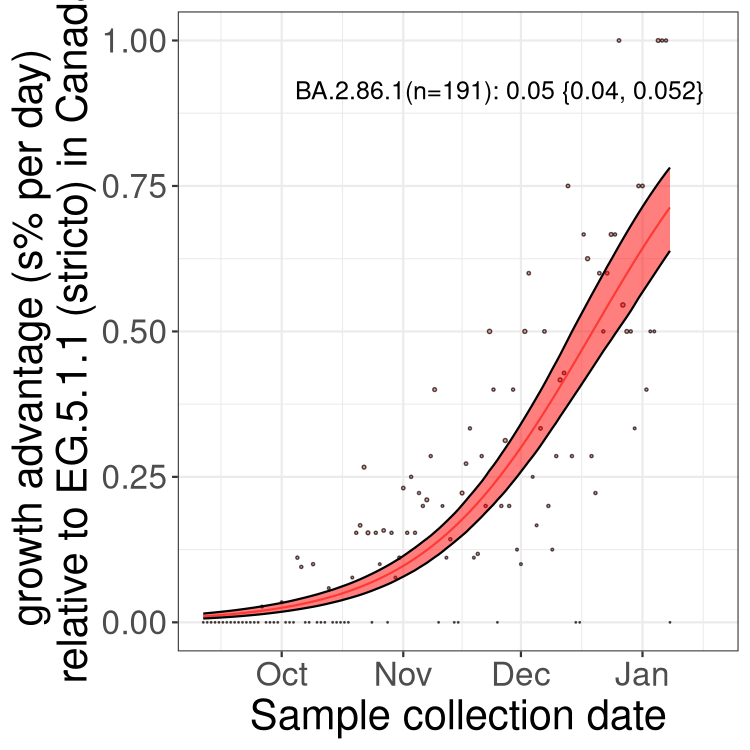 growth advantage (s% per day)
relative to EG.5.1.1 (stricto) in Canada
1.00
0.75
0.50
0.25
0.00
BA.2.86.1(n=191): 0.05 {0.04, 0.052}
Oct Nov Dec Jan
Sample collection date